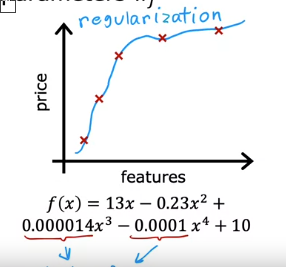 regularization
price
features
f(x) = 13x − 0.23x² +
0.000014x³ − 0.0001 x⁴ + 10